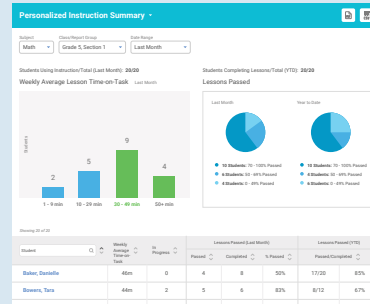 Personalized Instruction Summary
Subject Class/Report Group Date Range
Math Grade 5, Section 1 Last Month
Students Using Instruction/Total (Last Month): 20/20
Students Completing Lessons/Total (YTD): 20/20
Weekly Average Lesson Time-on-Task Last Month
Lessons Passed
Last Month Year to Date
Students
2 5 9 4
1 - 9 min 10 - 29 min 30 - 49 min 50+ min
10 Students: 70 - 100% Passed
6 Students: 50 - 69% Passed
4 Students: 0 - 49% Passed
10 Students: 70 - 100% Passed
6 Students: 50 - 69% Passed
Students: 0 - 49% Passed
Showing 20 of 20
Student Weekly Average Time-on-Task In Progress Lessons Passed (Last Month) Lessons Passed (YTD)
Passed Completed % Passed Passed/Completed
Baker, Danielle 46m 0 4 8 50% 17/20 85%
Bowers, Tara 44m 2 5 6 83% 8/12 67%